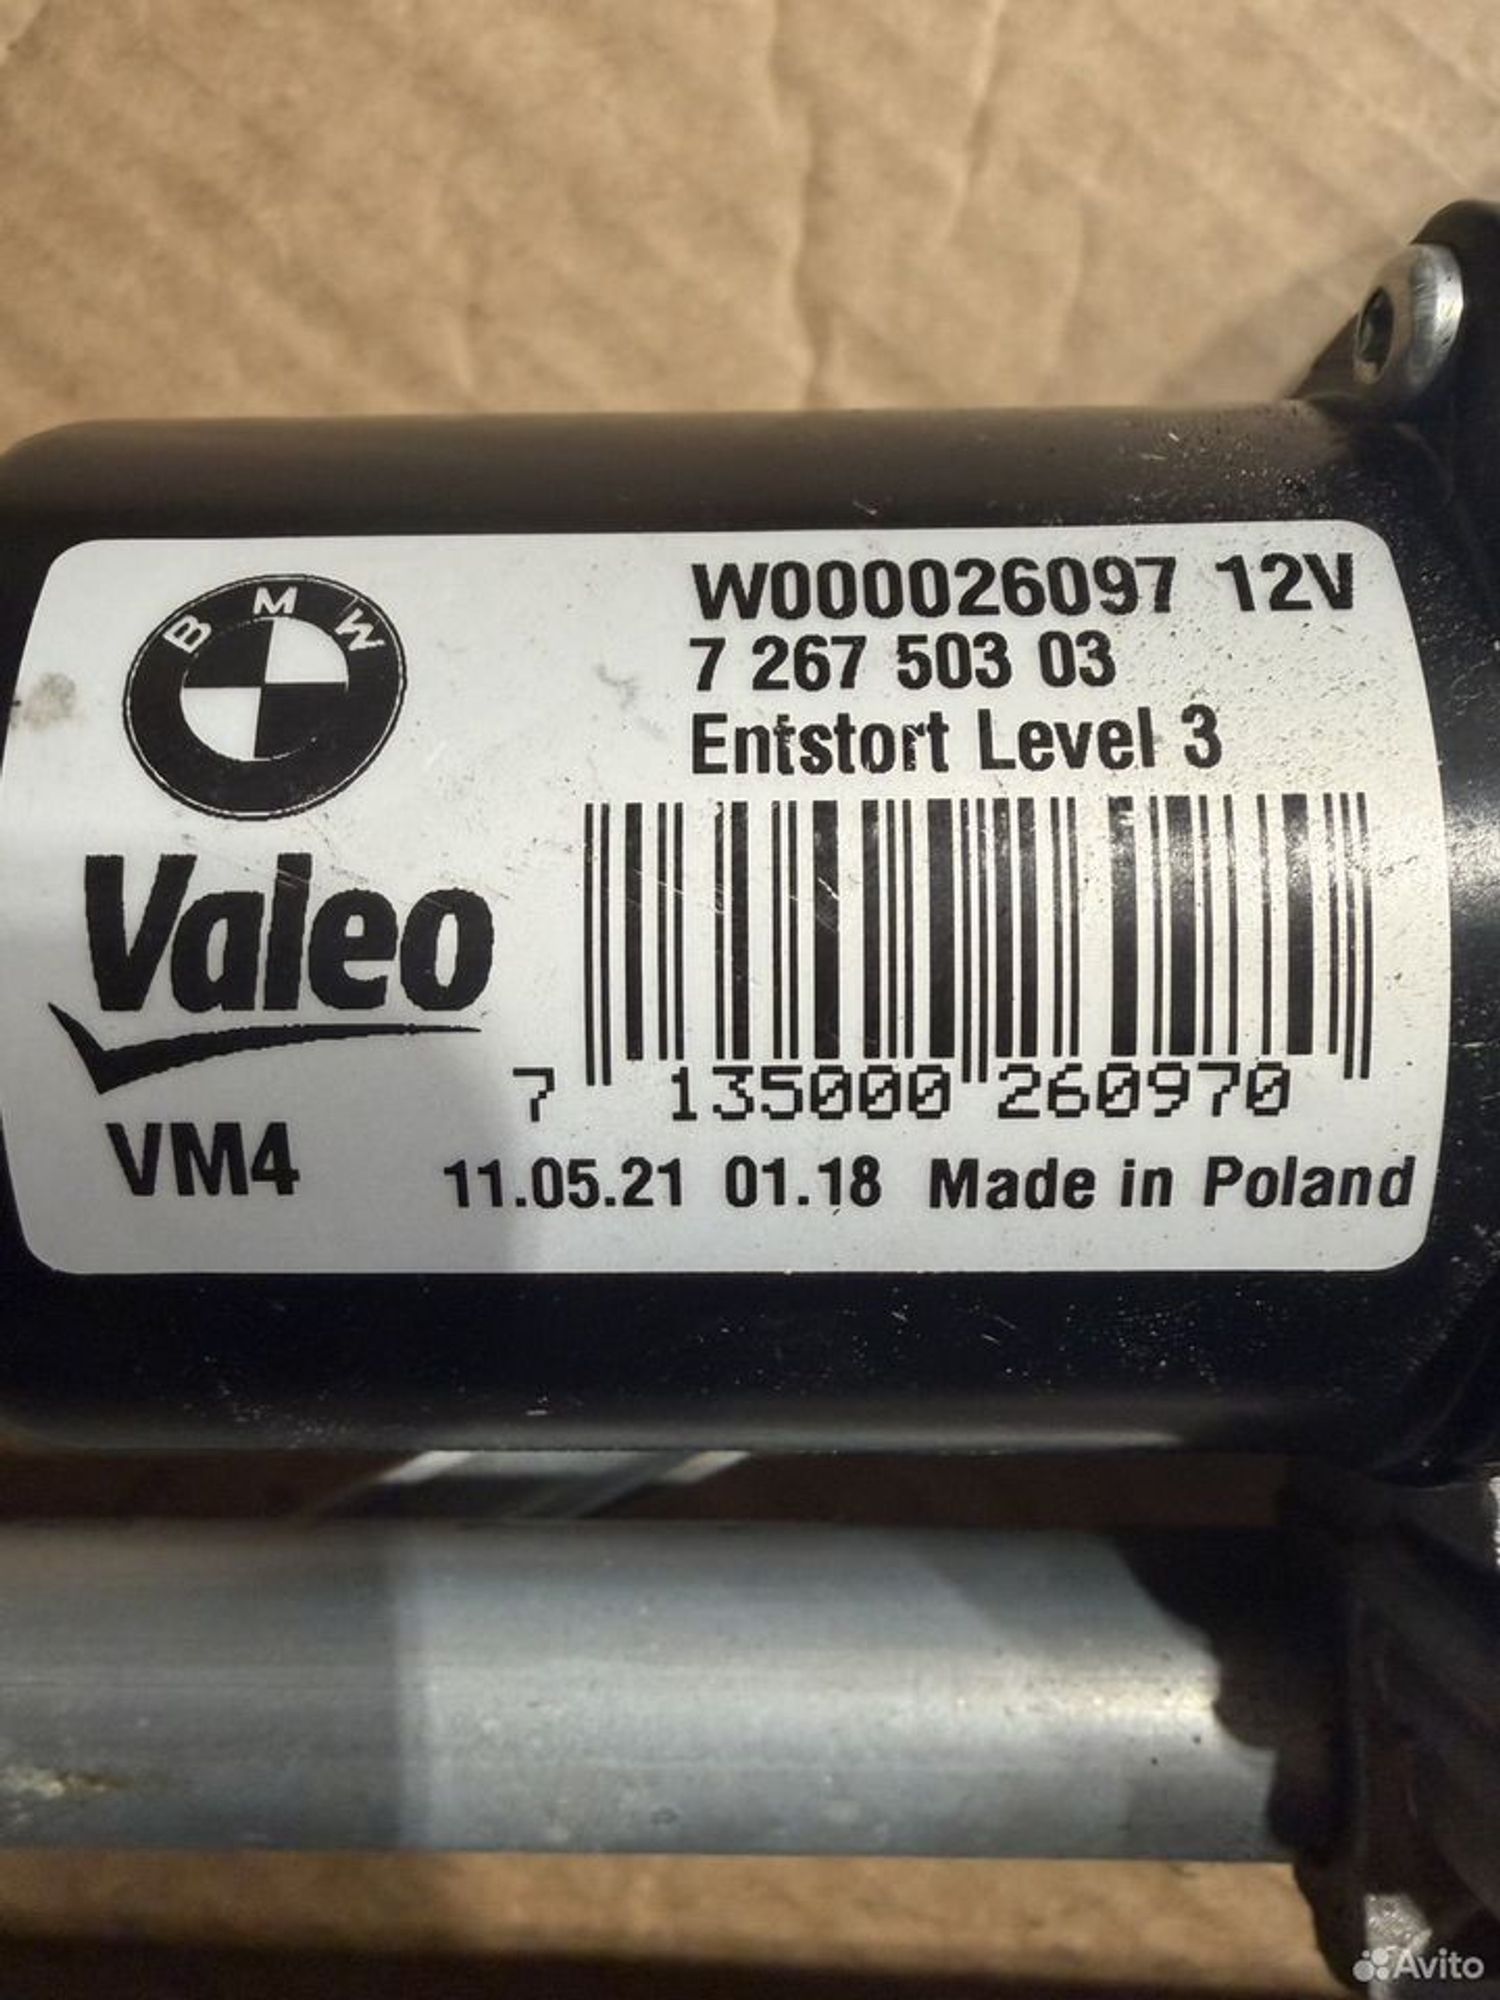 BMW
W000026097 12V
7 267 503 03
Entstort Level 3
Valeo
7 135000 260970
VM4
11.05.21 01.18 Made in Poland
Avito